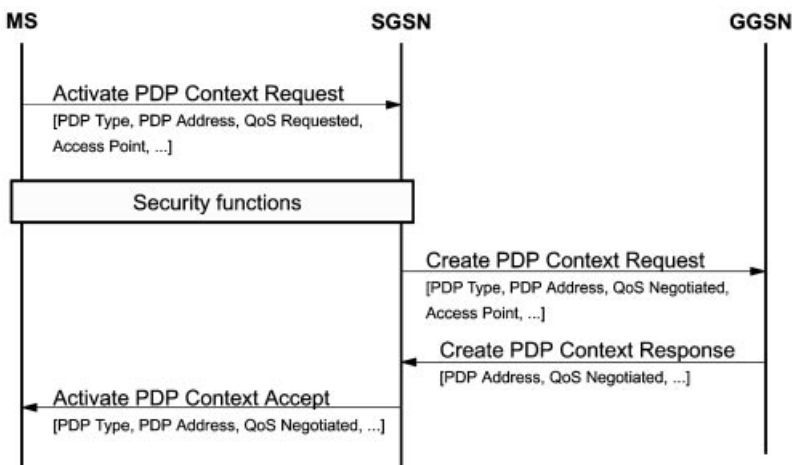 MS SGSN GGSN
Activate PDP Context Request
[PDP Type, PDP Address, QoS Requested,
Access Point, ...]
Security functions
Create PDP Context Request
[PDP Type, PDP Address, QoS Negotiated,
Access Point, ...]
Create PDP Context Response
[PDP Address, QoS Negotiated, ...]
Activate PDP Context Accept
[PDP Type, PDP Address, QoS Negotiated, ...]